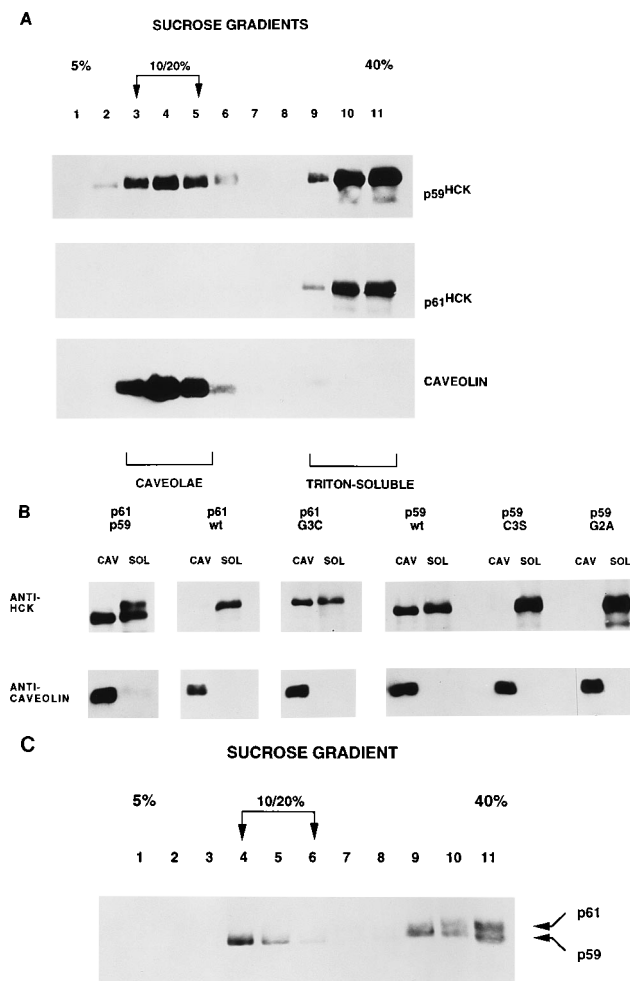 A
SUCROSE GRADIENTS
5% 10/20% 40%
1 2 3 4 5 6 7 8 9 10 11
p59HCK
p61HCK
CAVEOLIN
CAVEOLAE TRITON-SOLUBLE
B
p61 p61 p61 p59 p59 p59
p59 wt G3C wt C3S G2A
CAV SOL CAV SOL CAV SOL CAV SOL CAV SOL CAV SOL
ANTI-
HCK
ANTI-
CAVEOLIN
C
SUCROSE GRADIENT
5% 10/20% 40%
1 2 3 4 5 6 7 8 9 10 11
p61
p59